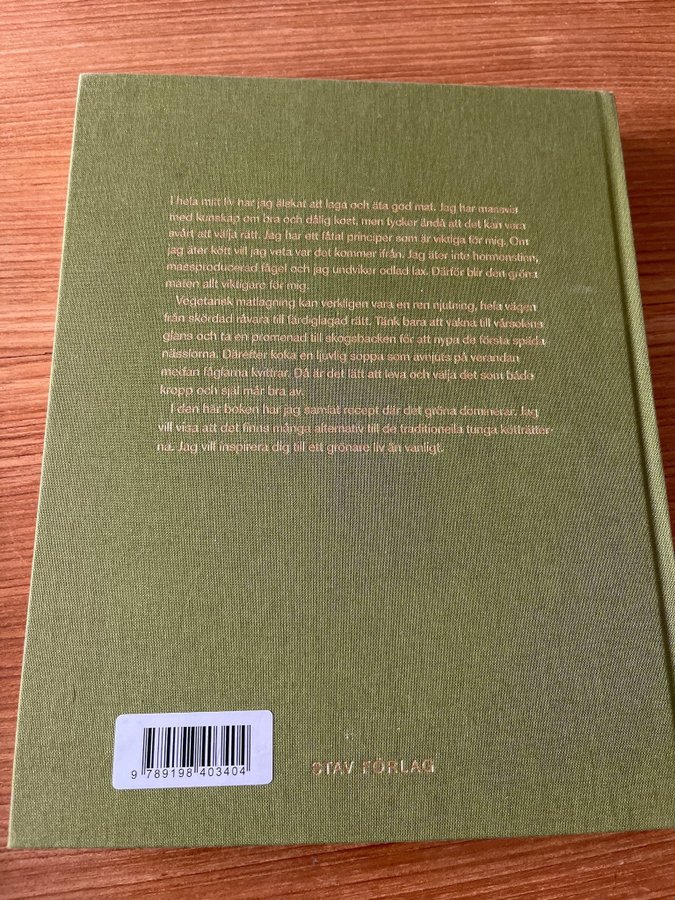 I hela mitt liv har jag älskat att laga och äta god mat. Jag har massvis
med kunskap om bra och dålig kost, men tycker ändå att det kan vara
svårt att välja rätt. Jag har ett fåtal principer som är viktiga för mig. Om
jag äter kött vill jag veta var det kommer ifrån. Jag äter inte hormonstinn,
massproducerad fågel och jag undviker odlad lax. Därför blir den gröna
maten allt viktigare för mig.
Vegetarisk matlagning kan verkligen vara en ren njutning, hela vägen
från skördad råvara till färdiglagad rätt. Tänk bara att vakna till vårsolens
glans och ta en promenad till skogsbacken för att nypa de första späda
nässlorna. Därefter koka en ljuvlig soppa som avnjuts på verandan
medan fåglarna kvittrar. Då är det lätt att leva och välja det som både
kropp och själ mår bra av.
I den här boken har jag samlat recept där det gröna dominerar. Jag
vill visa att det finns många alternativ till de traditionella tunga kötträtter-
na. Jag vill inspirera dig till ett grönare liv än vanligt.
9 789198 403404
STAV FÖRLAG